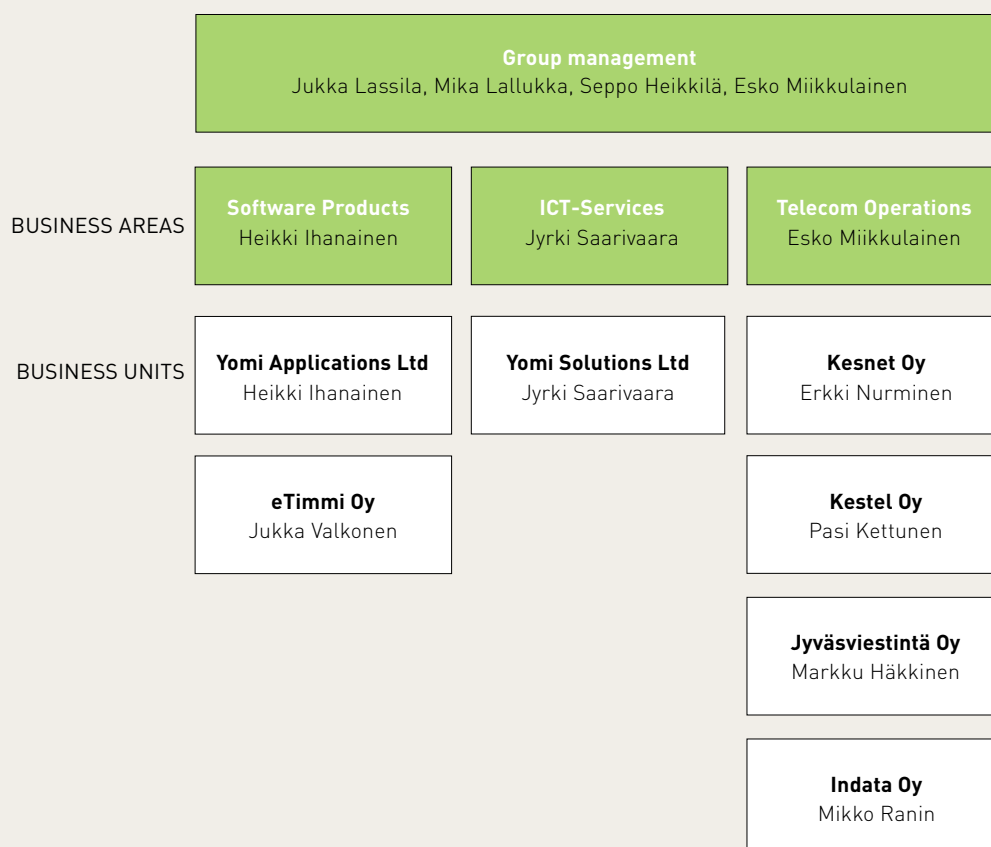 Group management
Jukka Lassila, Mika Lallukka, Seppo Heikkilä, Esko Miikkulainen
BUSINESS AREAS
Software Products
Heikki Ihanainen
ICT-Services
Jyrki Saarivaara
Telecom Operations
Esko Miikkulainen
BUSINESS UNITS
Yomi Applications Ltd
Heikki Ihanainen
Yomi Solutions Ltd
Jyrki Saarivaara
Kesnet Oy
Erkki Nurminen
eTimmi Oy
Jukka Valkonen
Kestel Oy
Pasi Kettunen
Jyväsviestintä Oy
Markku Häkkinen
Indata Oy
Mikko Ranin